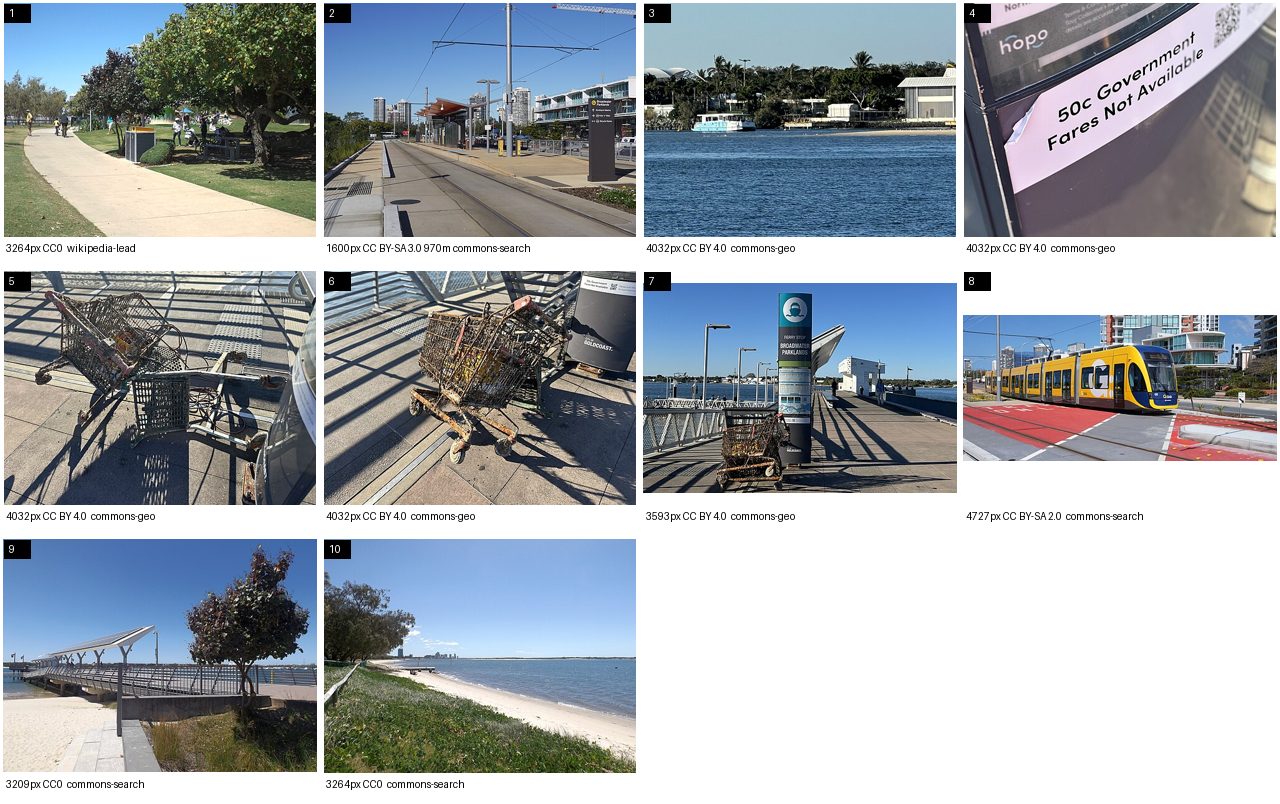 1
3264px CC0 wikipedia-lead
2
1600px CC BY-SA 3.0 970m commons-search
3
4032px CC BY 4.0 commons-geo
4
hopo
50c Government
Fares Not Available
4032px CC BY 4.0 commons-geo
5
4032px CC BY 4.0 commons-geo
6
GOLDCOAST.
4032px CC BY 4.0 commons-geo
7
FERRY STOP
BROADWATER
PARKLANDS
3593px CC BY 4.0 commons-geo
8
4727px CC BY-SA 2.0 commons-search
9
3209px CC0 commons-search
10
3264px CC0 commons-search